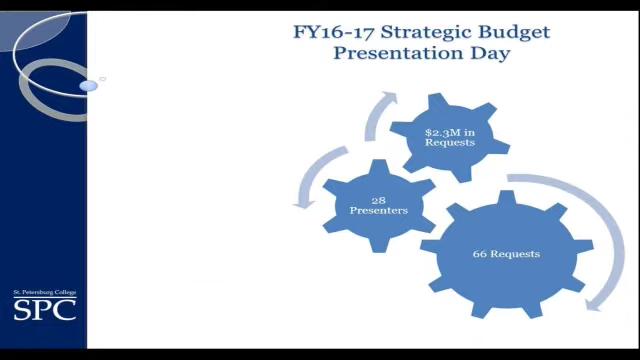 FY16-17 Strategic Budget
Presentation Day
$2.3M in
Requests
28
Presenters
66 Requests
St. Petersburg College
SPC